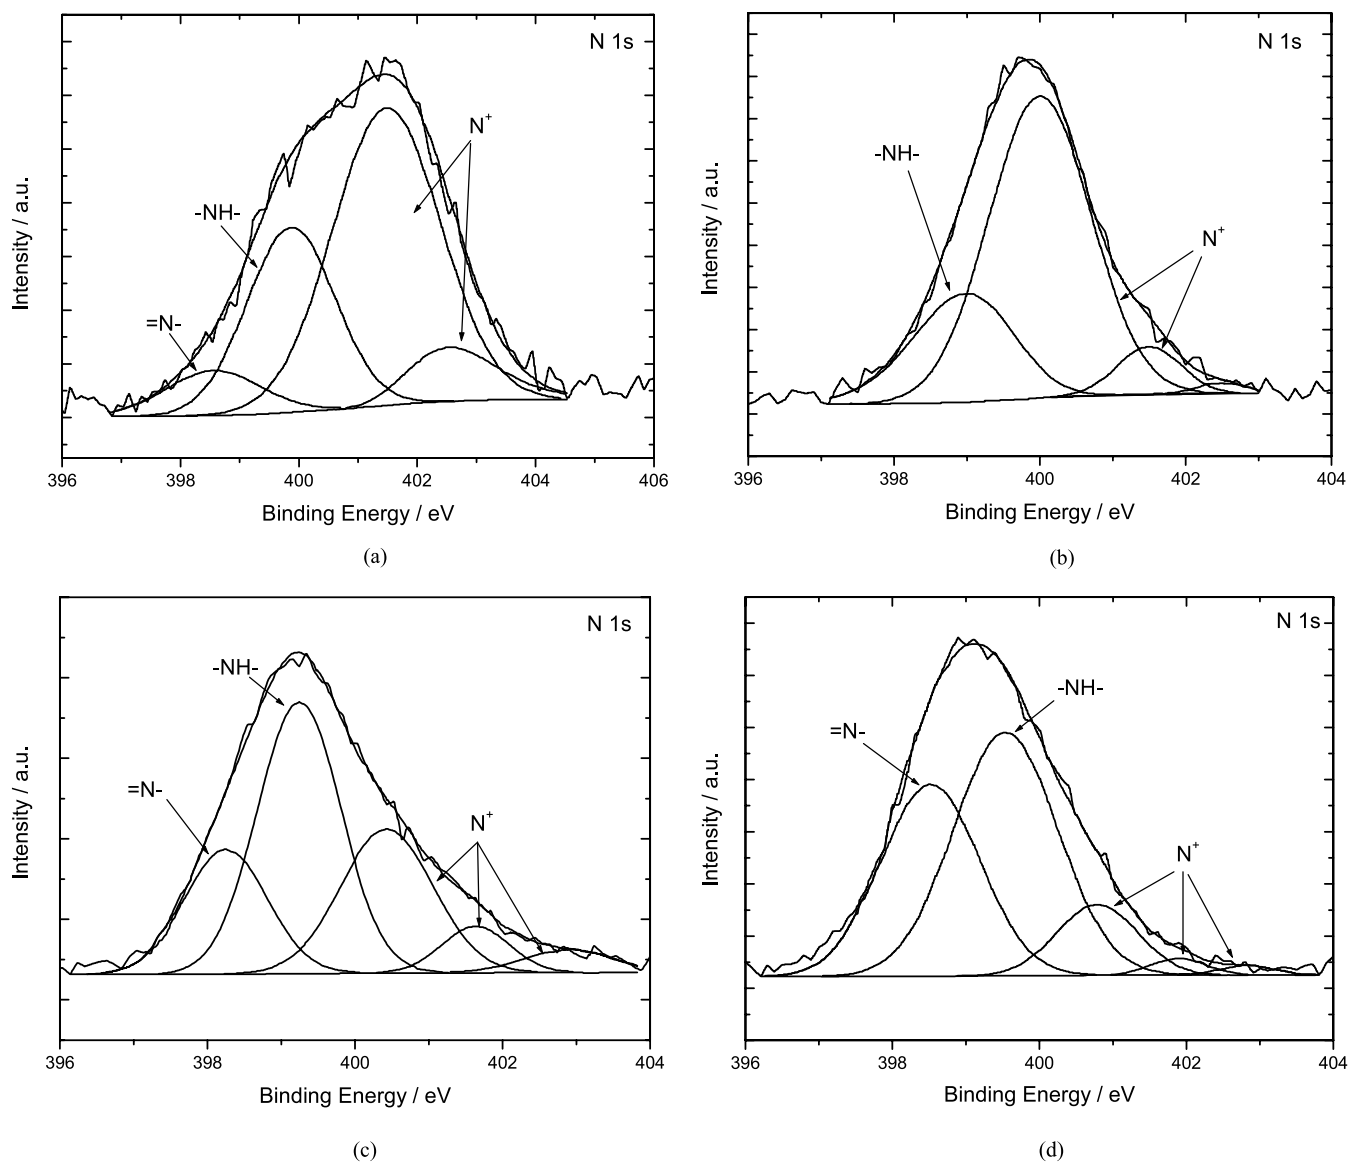 N 1s
N⁺
-NH-
=N-
Intensity / a.u.
396 398 400 402 404 406
Binding Energy / eV
(a)
N 1s
-NH-
N⁺
Intensity / a.u.
396 398 400 402 404
Binding Energy / eV
(b)
N 1s
-NH-
=N-
N⁺
Intensity / a.u.
396 398 400 402 404
Binding Energy / eV
(c)
N 1s
-NH-
=N-
N⁺
Intensity / a.u.
396 398 400 402 404
Binding Energy / eV
(d)